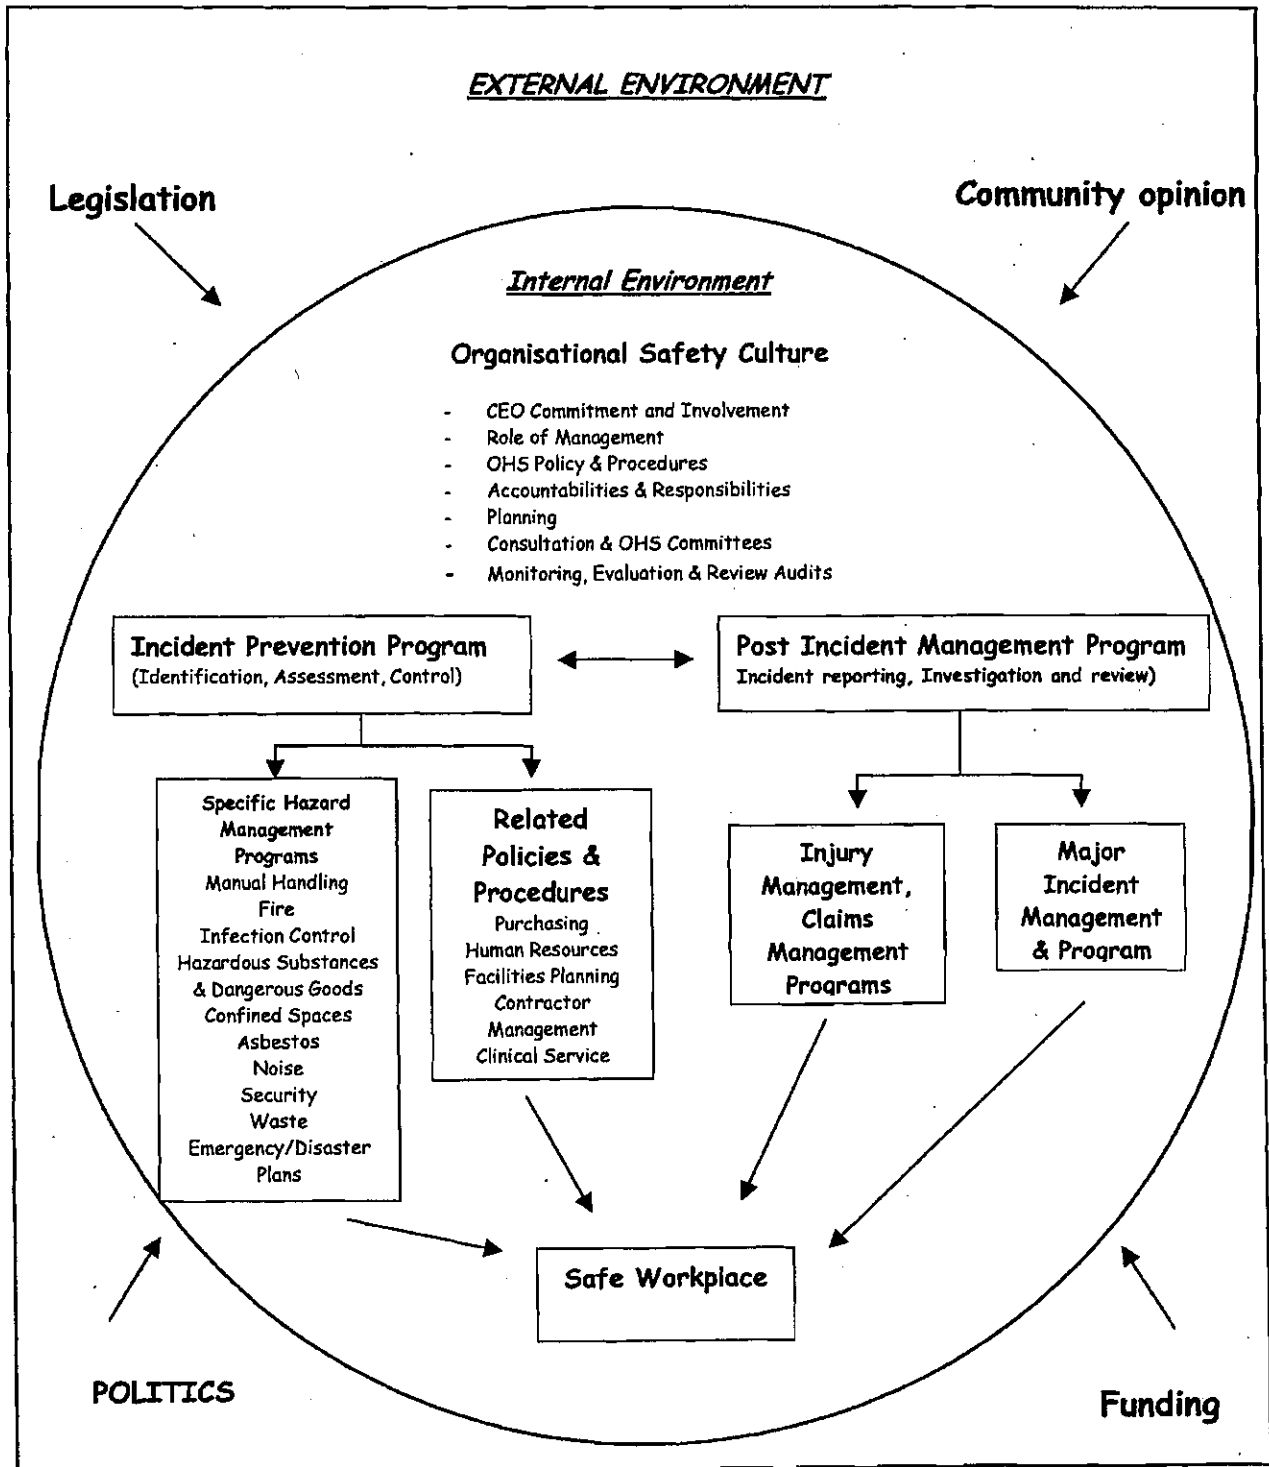 EXTERNAL ENVIRONMENT
Legislation
Community opinion
Internal Environment
Organisational Safety Culture
- CEO Commitment and Involvement
- Role of Management
- OHS Policy & Procedures
- Accountabilities & Responsibilities
- Planning
- Consultation & OHS Committees
- Monitoring, Evaluation & Review Audits
Incident Prevention Program
(Identification, Assessment, Control)
Post Incident Management Program
Incident reporting, Investigation and review)
Specific Hazard
Management
Programs
Manual Handling
Fire
Infection Control
Hazardous Substances
& Dangerous Goods
Confined Spaces
Asbestos
Noise
Security
Waste
Emergency/Disaster
Plans
Related
Policies &
Procedures
Purchasing
Human Resources
Facilities Planning
Contractor
Management
Clinical Service
Injury
Management,
Claims
Management
Programs
Major
Incident
Management
& Program
Safe Workplace
POLITICS
Funding